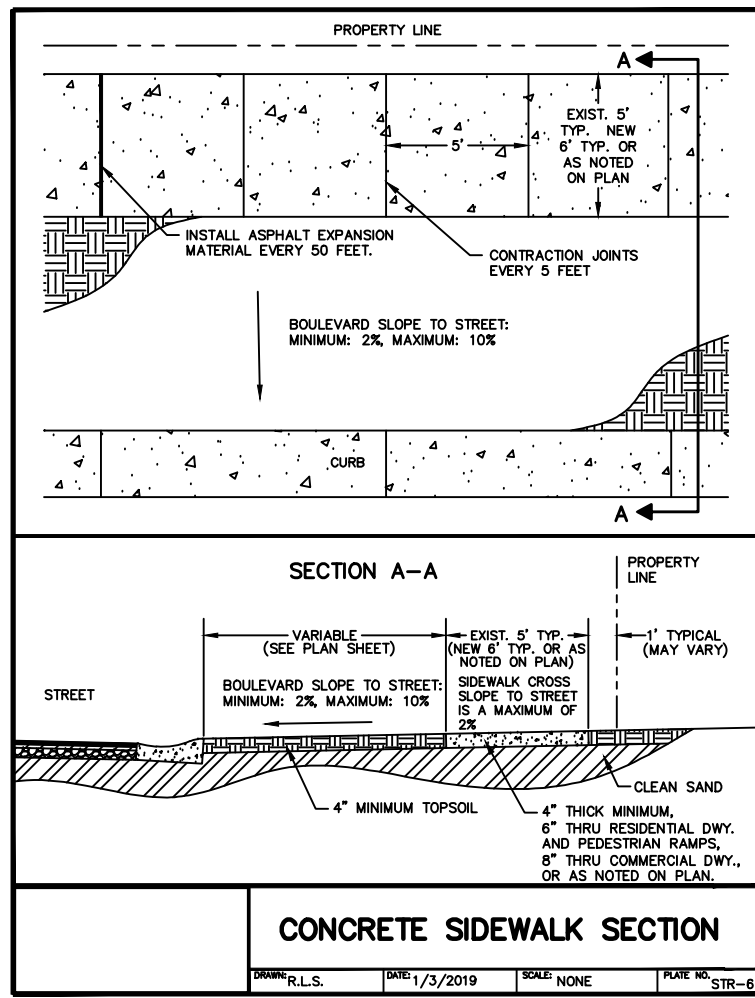 PROPERTY LINE
A
EXIST. 5'
TYP. NEW
6' TYP. OR
AS NOTED
ON PLAN
5'
INSTALL ASPHALT EXPANSION
MATERIAL EVERY 50 FEET.
CONTRACTION JOINTS
EVERY 5 FEET
BOULEVARD SLOPE TO STREET:
MINIMUM: 2%, MAXIMUM: 10%
CURB
A
SECTION A-A
PROPERTY
LINE
VARIABLE
(SEE PLAN SHEET)
EXIST. 5' TYP.
(NEW 6' TYP. OR AS
NOTED ON PLAN)
1' TYPICAL
(MAY VARY)
STREET
BOULEVARD SLOPE TO STREET:
MINIMUM: 2%, MAXIMUM: 10%
SIDEWALK CROSS
SLOPE TO STREET
IS A MAXIMUM OF
2%
CLEAN SAND
4" MINIMUM TOPSOIL
4" THICK MINIMUM,
6" THRU RESIDENTIAL DWY.
AND PEDESTRIAN RAMPS,
8" THRU COMMERCIAL DWY.,
OR AS NOTED ON PLAN.
CONCRETE SIDEWALK SECTION
DRAWN: R.L.S.
DATE: 1/3/2019
SCALE: NONE
PLATE NO. STR-6